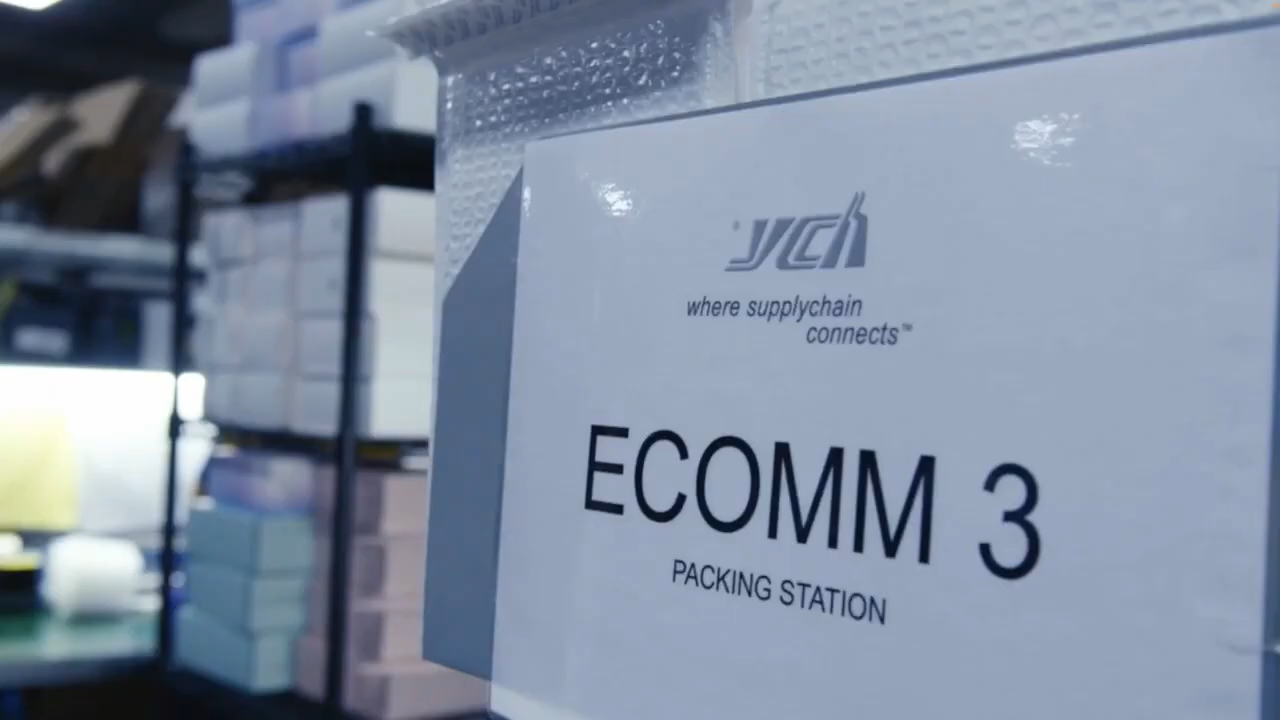 ych
where supplychain
connects™
ECOMM 3
PACKING STATION